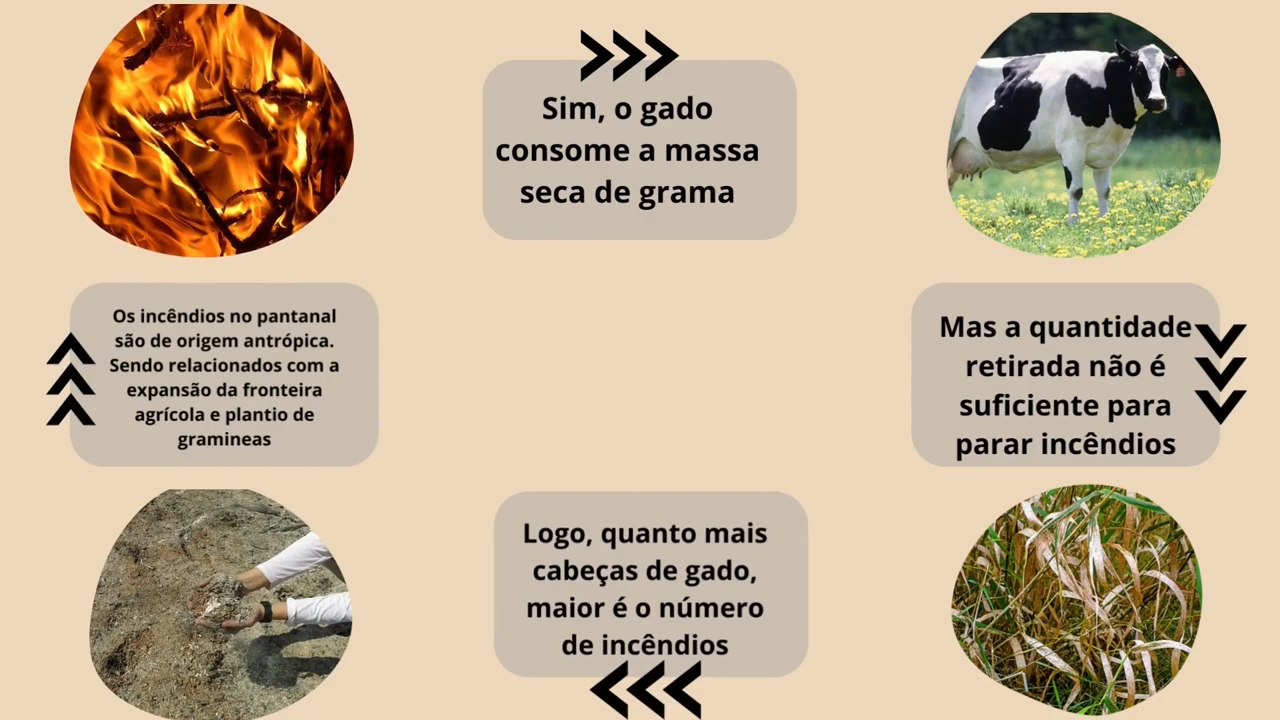 Sim, o gado
consome a massa
seca de grama
Mas a quantidade
retirada não é
suficiente para
parar incêndios
Logo, quanto mais
cabeças de gado,
maior é o número
de incêndios
Os incêndios no pantanal
são de origem antrópica.
Sendo relacionados com a
expansão da fronteira
agrícola e plantio de
gramineas